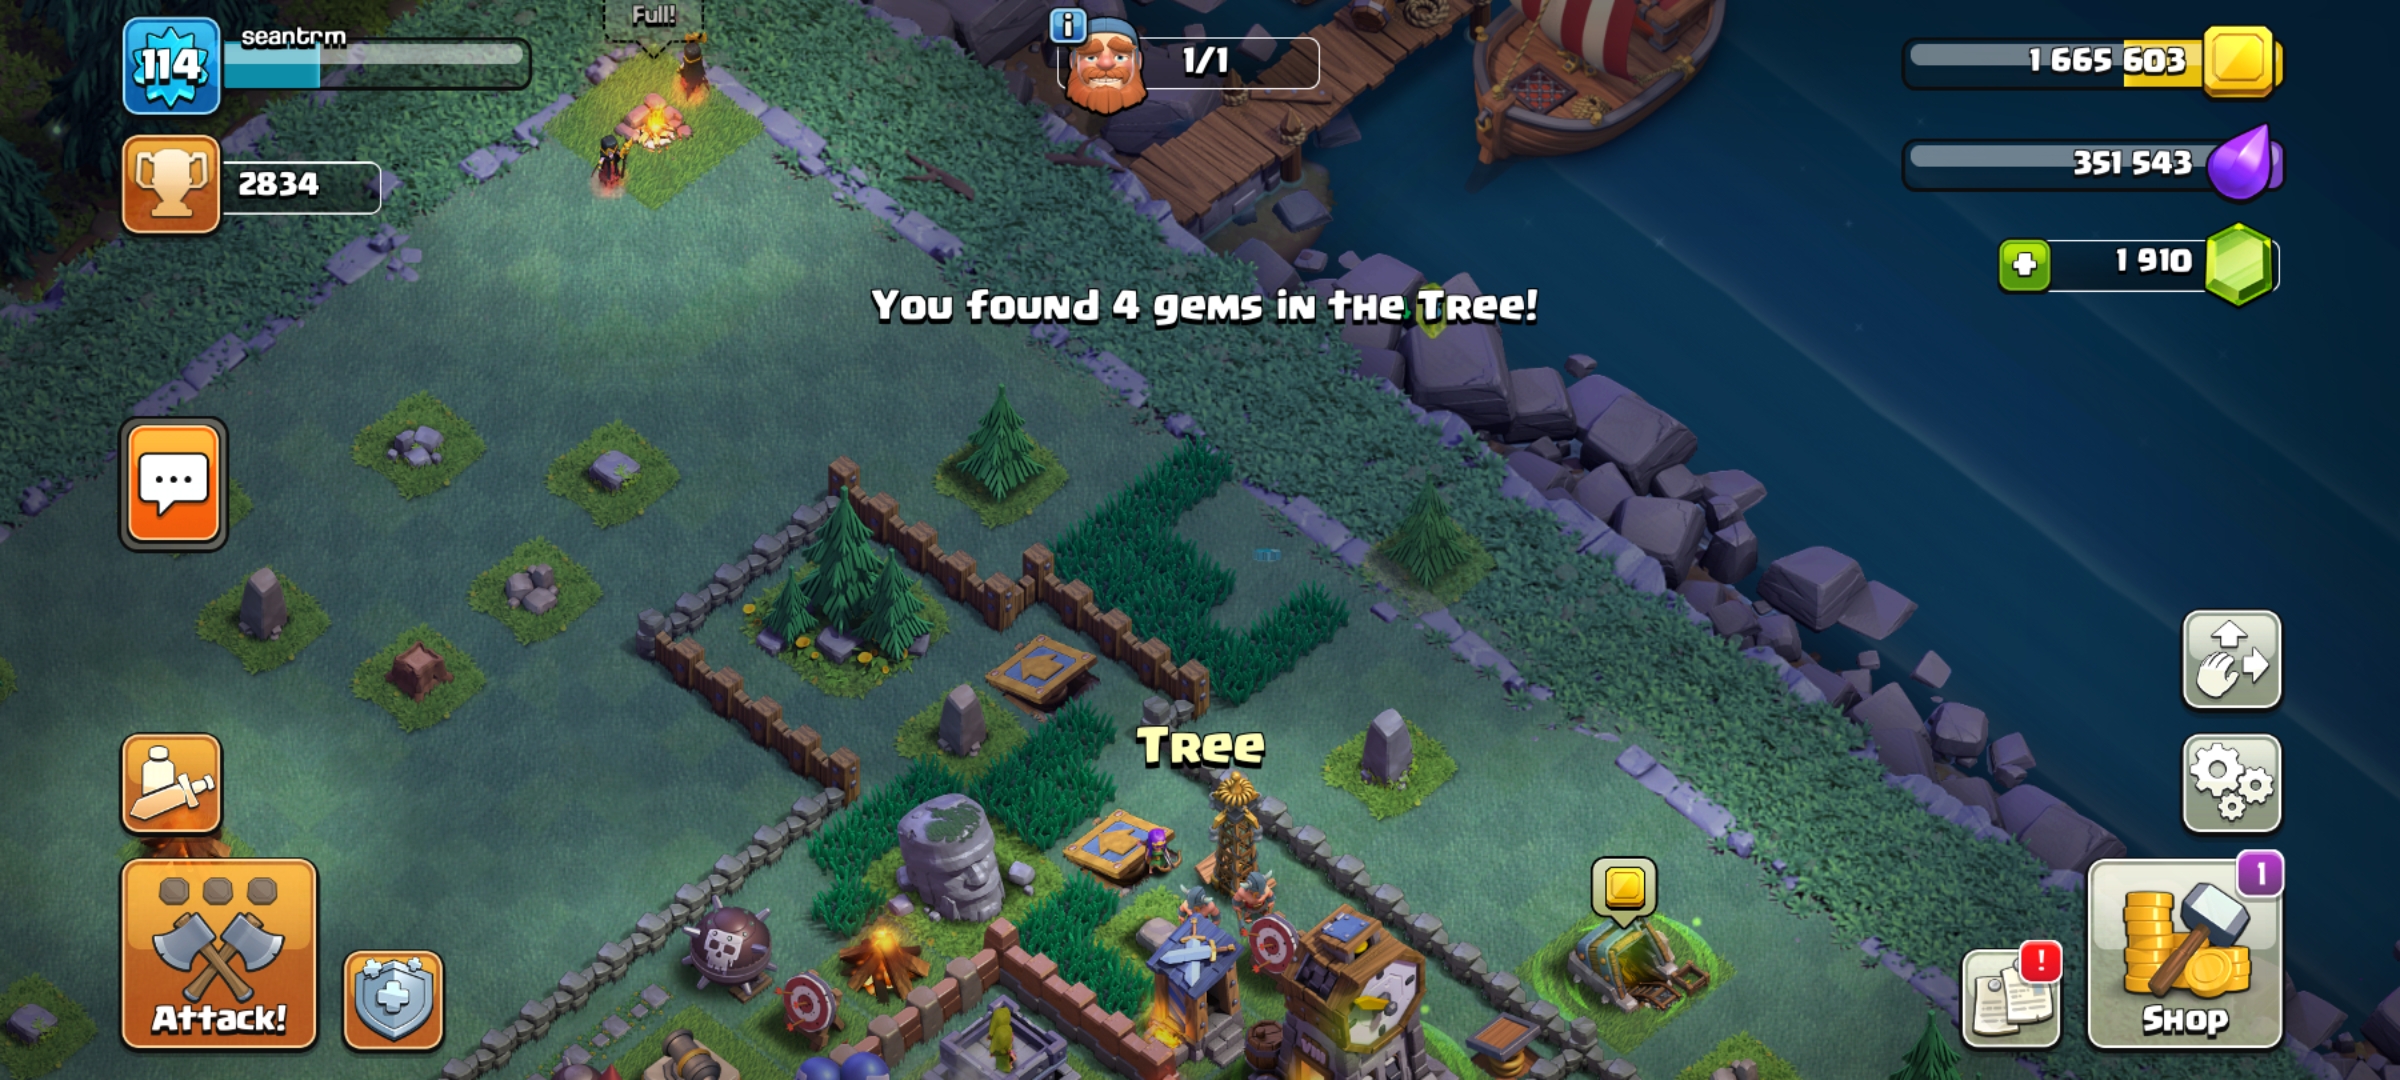 Full!
114
seantrm
i
1/1
1 665 603
2834
351 543
1 910
You found 4 gems in the Tree!
Tree
1
!
Attack!
Shop